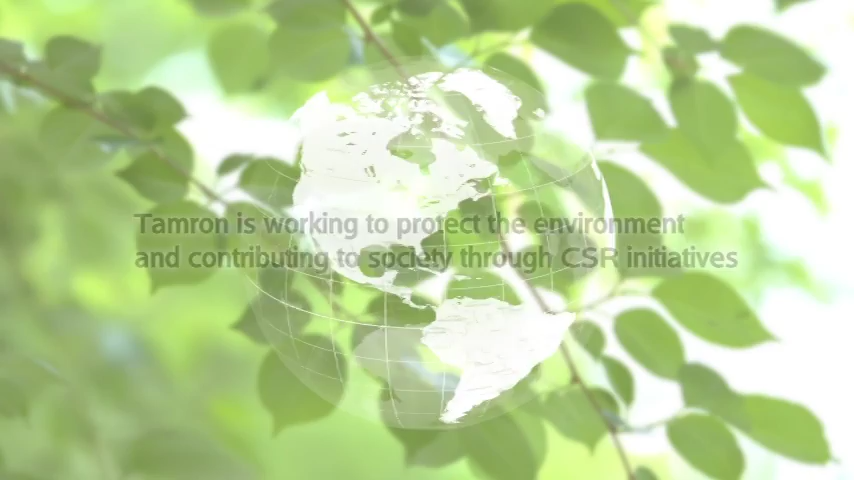 Tamron is working to protect the environment
and contributing to society through CSR initiatives